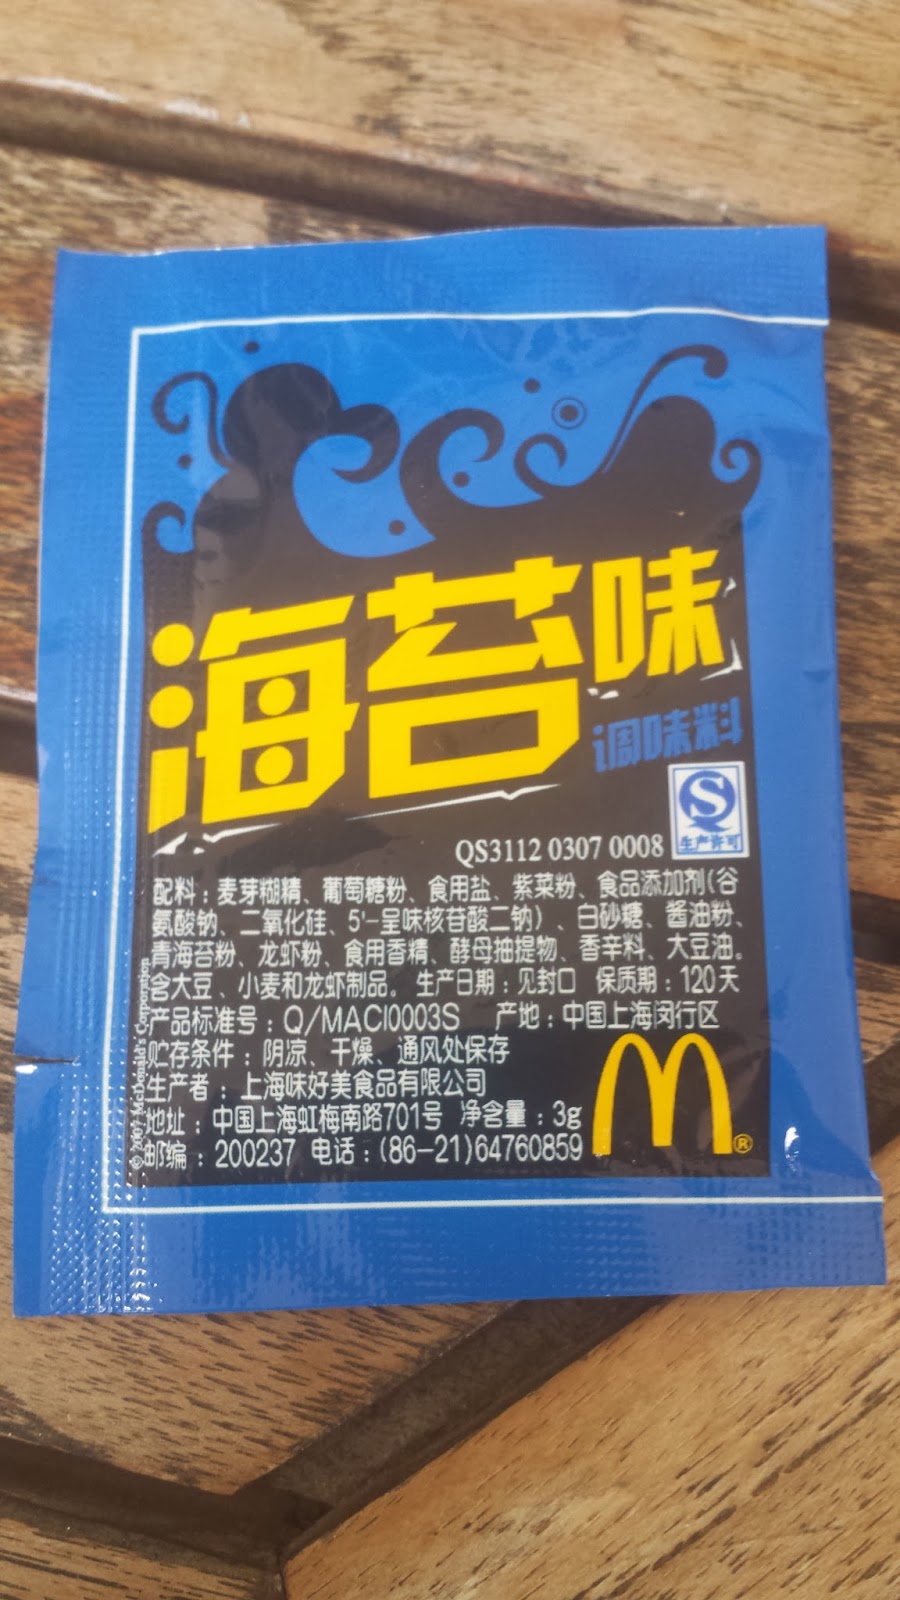 海苔味
调味料
QS3112 0307 0008
生产许可
配料：麦芽糊精、葡萄糖粉、食用盐、紫菜粉、食品添加剂（谷
氨酸钠、二氧化硅、5'-呈味核苷酸二钠）、白砂糖、酱油粉、
青海苔粉、龙虾粉、食用香精、酵母抽提物、香辛料、大豆油。
含大豆、小麦和龙虾制品。 生产日期：见封口 保质期：120天
产品标准号：Q/MACI0003S 产地：中国上海闵行区
贮存条件：阴凉、干燥、通风处保存
生产者：上海味好美食品有限公司
地址：中国上海虹梅南路701号 净含量：3g
邮编：200237 电话：(86-21)64760859
®
© 2007 McDonald's Corporation